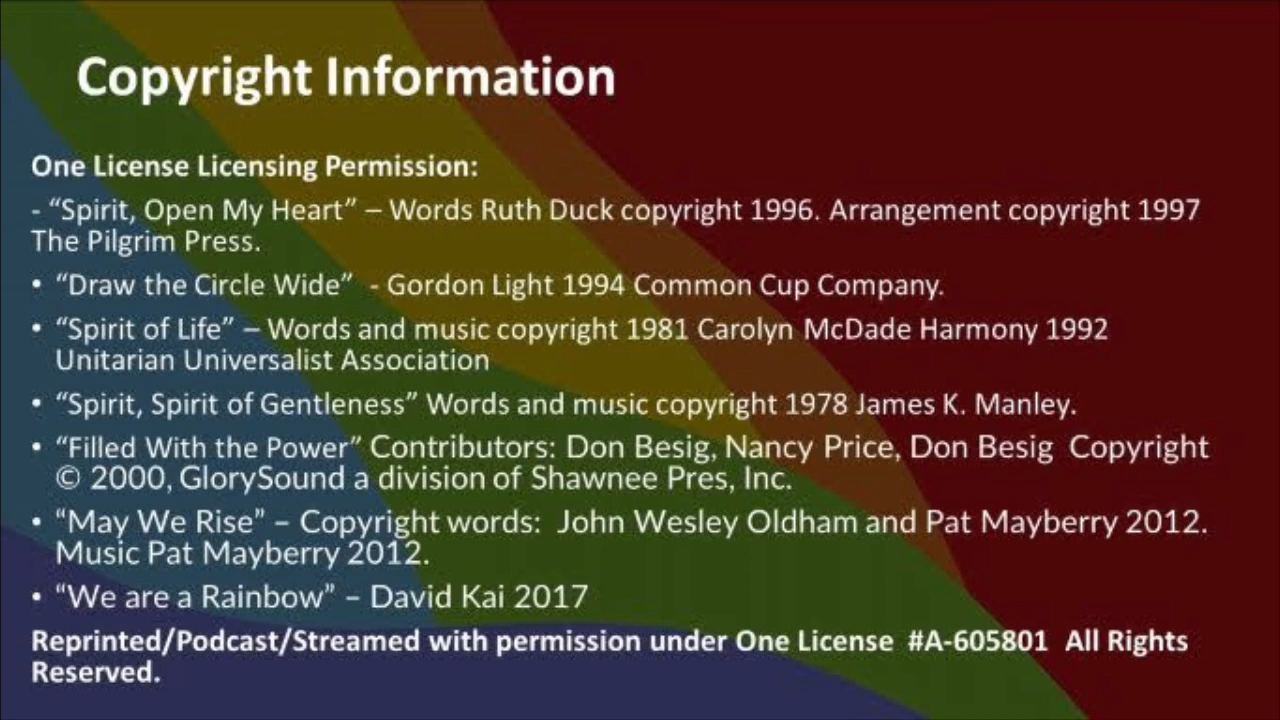 Copyright Information
One License Licensing Permission:
- “Spirit, Open My Heart” – Words Ruth Duck copyright 1996. Arrangement copyright 1997
The Pilgrim Press.
• “Draw the Circle Wide”  - Gordon Light 1994 Common Cup Company.
• “Spirit of Life” – Words and music copyright 1981 Carolyn McDade Harmony 1992
Unitarian Universalist Association
• “Spirit, Spirit of Gentleness” Words and music copyright 1978 James K. Manley.
• “Filled With the Power” Contributors: Don Besig, Nancy Price, Don Besig  Copyright
© 2000, GlorySound a division of Shawnee Pres, Inc.
• “May We Rise” – Copyright words:  John Wesley Oldham and Pat Mayberry 2012.
Music Pat Mayberry 2012.
• “We are a Rainbow” – David Kai 2017
Reprinted/Podcast/Streamed with permission under One License  #A-605801  All Rights
Reserved.